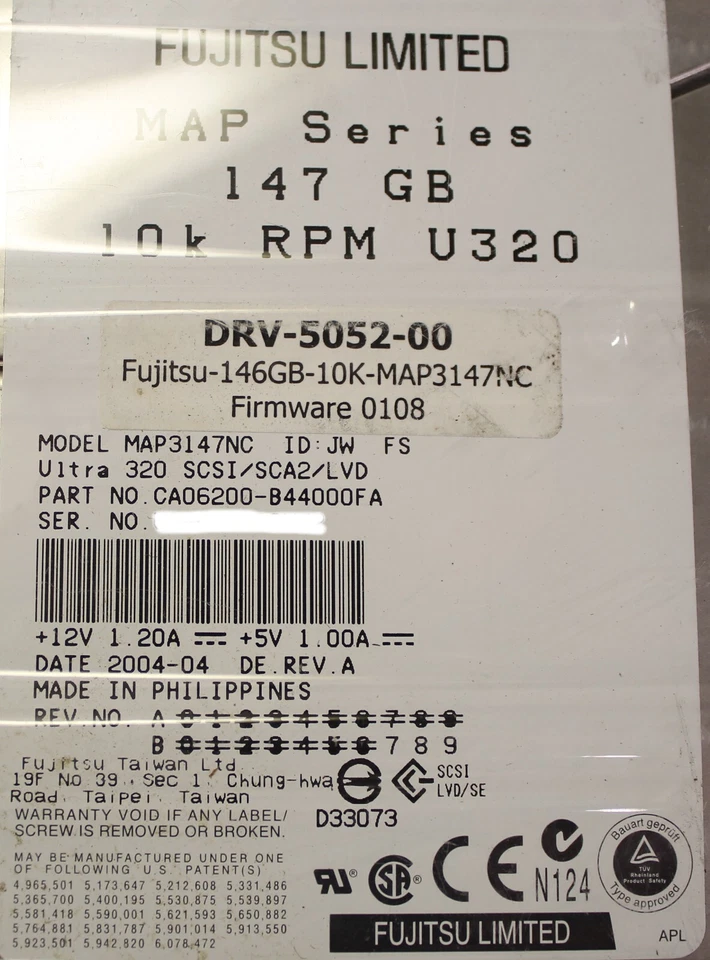 FUJITSU LIMITED
MAP Series
147 GB
10k RPM U320
DRV-5052-00
Fujitsu-146GB-10K-MAP3147NC
Firmware 0108
MODEL MAP3147NC ID:JW FS
Ultra 320 SCSI/SCA2/LVD
PART NO.CA06200-B44000FA
SER. NO.
+12V 1.20A +5V 1.00A
DATE 2004-04 DE.REV.A
MADE IN PHILIPPINES
REV.NO. A 0 1 2 3 4 5 6 7 8 9
B 0 1 2 3 4 5 6 7 8 9
Fujitsu Taiwan Ltd.
19F No 39, Sec 1, Chung-hwa
Road, Taipei, Taiwan
SCSI
LVD/SE
D33073
WARRANTY VOID IF ANY LABEL/
SCREW IS REMOVED OR BROKEN.
MAY BE MANUFACTURED UNDER ONE
OF FOLLOWING U.S. PATENT(S)
4,965,501 5,173,647 5,212,608 5,331,486
5,365,700 5,400,195 5,530,875 5,539,897
5,581,418 5,590,001 5,621,593 5,650,882
5,764,881 5,831,787 5,901,014 5,913,550
5,923,501 5,942,820 6,078,472
RU® SA® CE N124
Bauart geprüft
TÜV
Rheinland
Product Safety
Type approved
FUJITSU LIMITED
APL